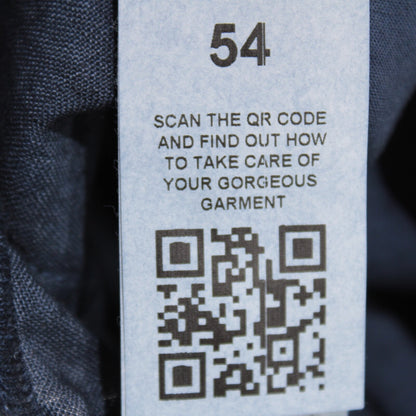 54
SCAN THE QR CODE
AND FIND OUT HOW
TO TAKE CARE OF
YOUR GORGEOUS
GARMENT